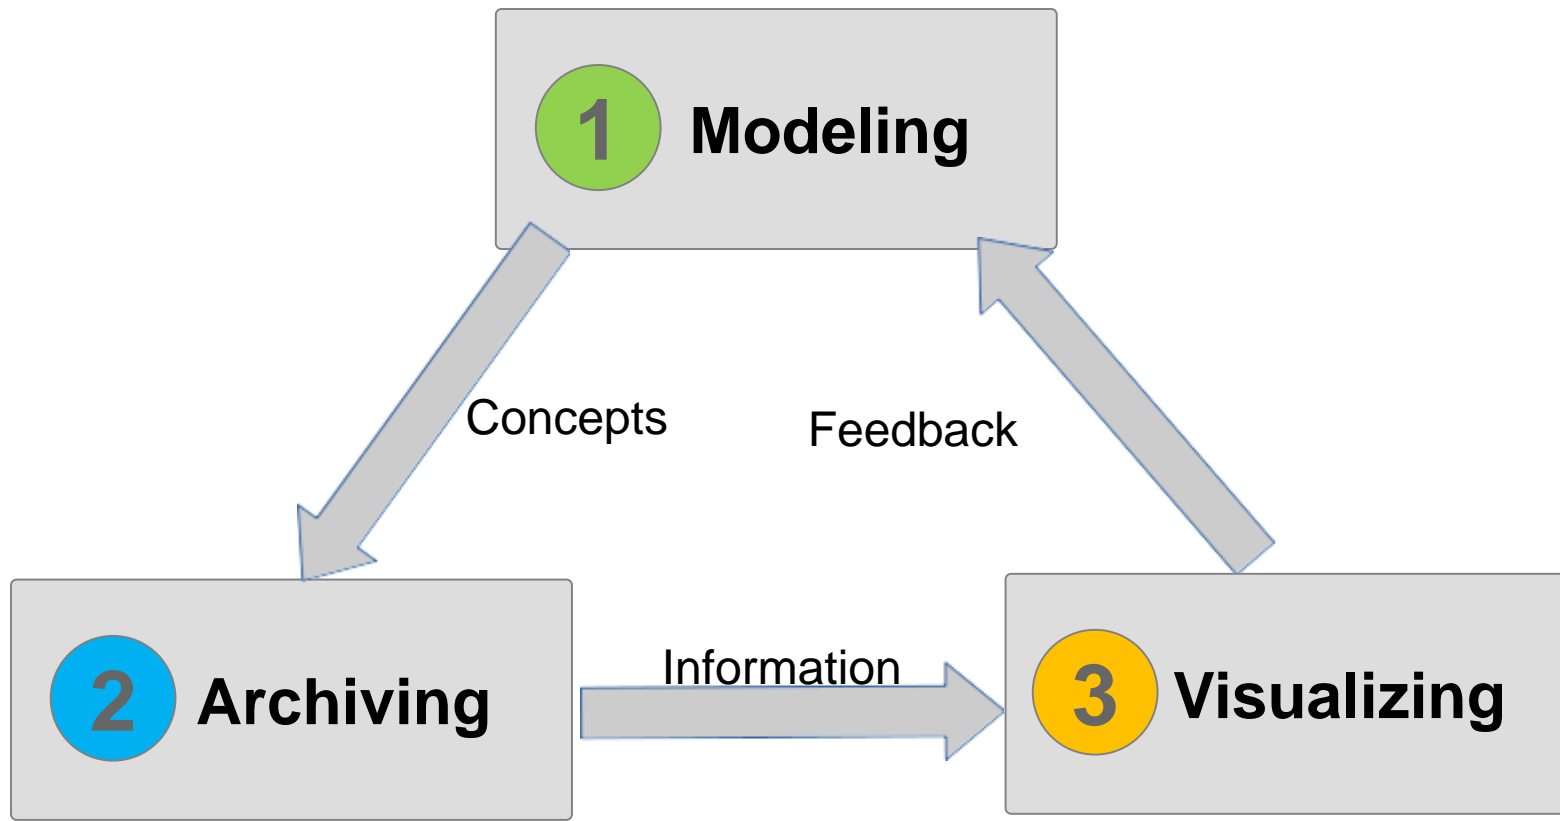 1 Modeling
Concepts
Feedback
Information
2 Archiving
3 Visualizing